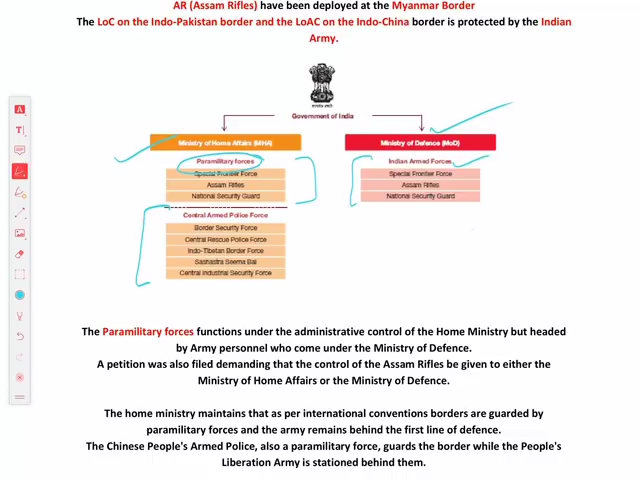 AR (Assam Rifles) have been deployed at the Myanmar Border
The LoC on the Indo-Pakistan border and the LoAC on the Indo-China border is protected by the Indian
Army.
Government of India
Ministry of Home Affairs (MHA)
Ministry of Defence (MoD)
Paramilitary forces
Indian Armed Forces
Special Frontier Force
Special Frontier Force
Assam Rifles
Assam Rifles
National Security Guard
National Security Guard
Central Armed Police Force
Border Security Force
Central Rescue Police Force
Indo-Tibetan Border Force
Sashastra Seema Bal
Central Industrial Security Force
The Paramilitary forces functions under the administrative control of the Home Ministry but headed
by Army personnel who come under the Ministry of Defence.
A petition was also filed demanding that the control of the Assam Rifles be given to either the
Ministry of Home Affairs or the Ministry of Defence.
The home ministry maintains that as per international conventions borders are guarded by
paramilitary forces and the army remains behind the first line of defence.
The Chinese People's Armed Police, also a paramilitary force, guards the border while the People's
Liberation Army is stationed behind them.